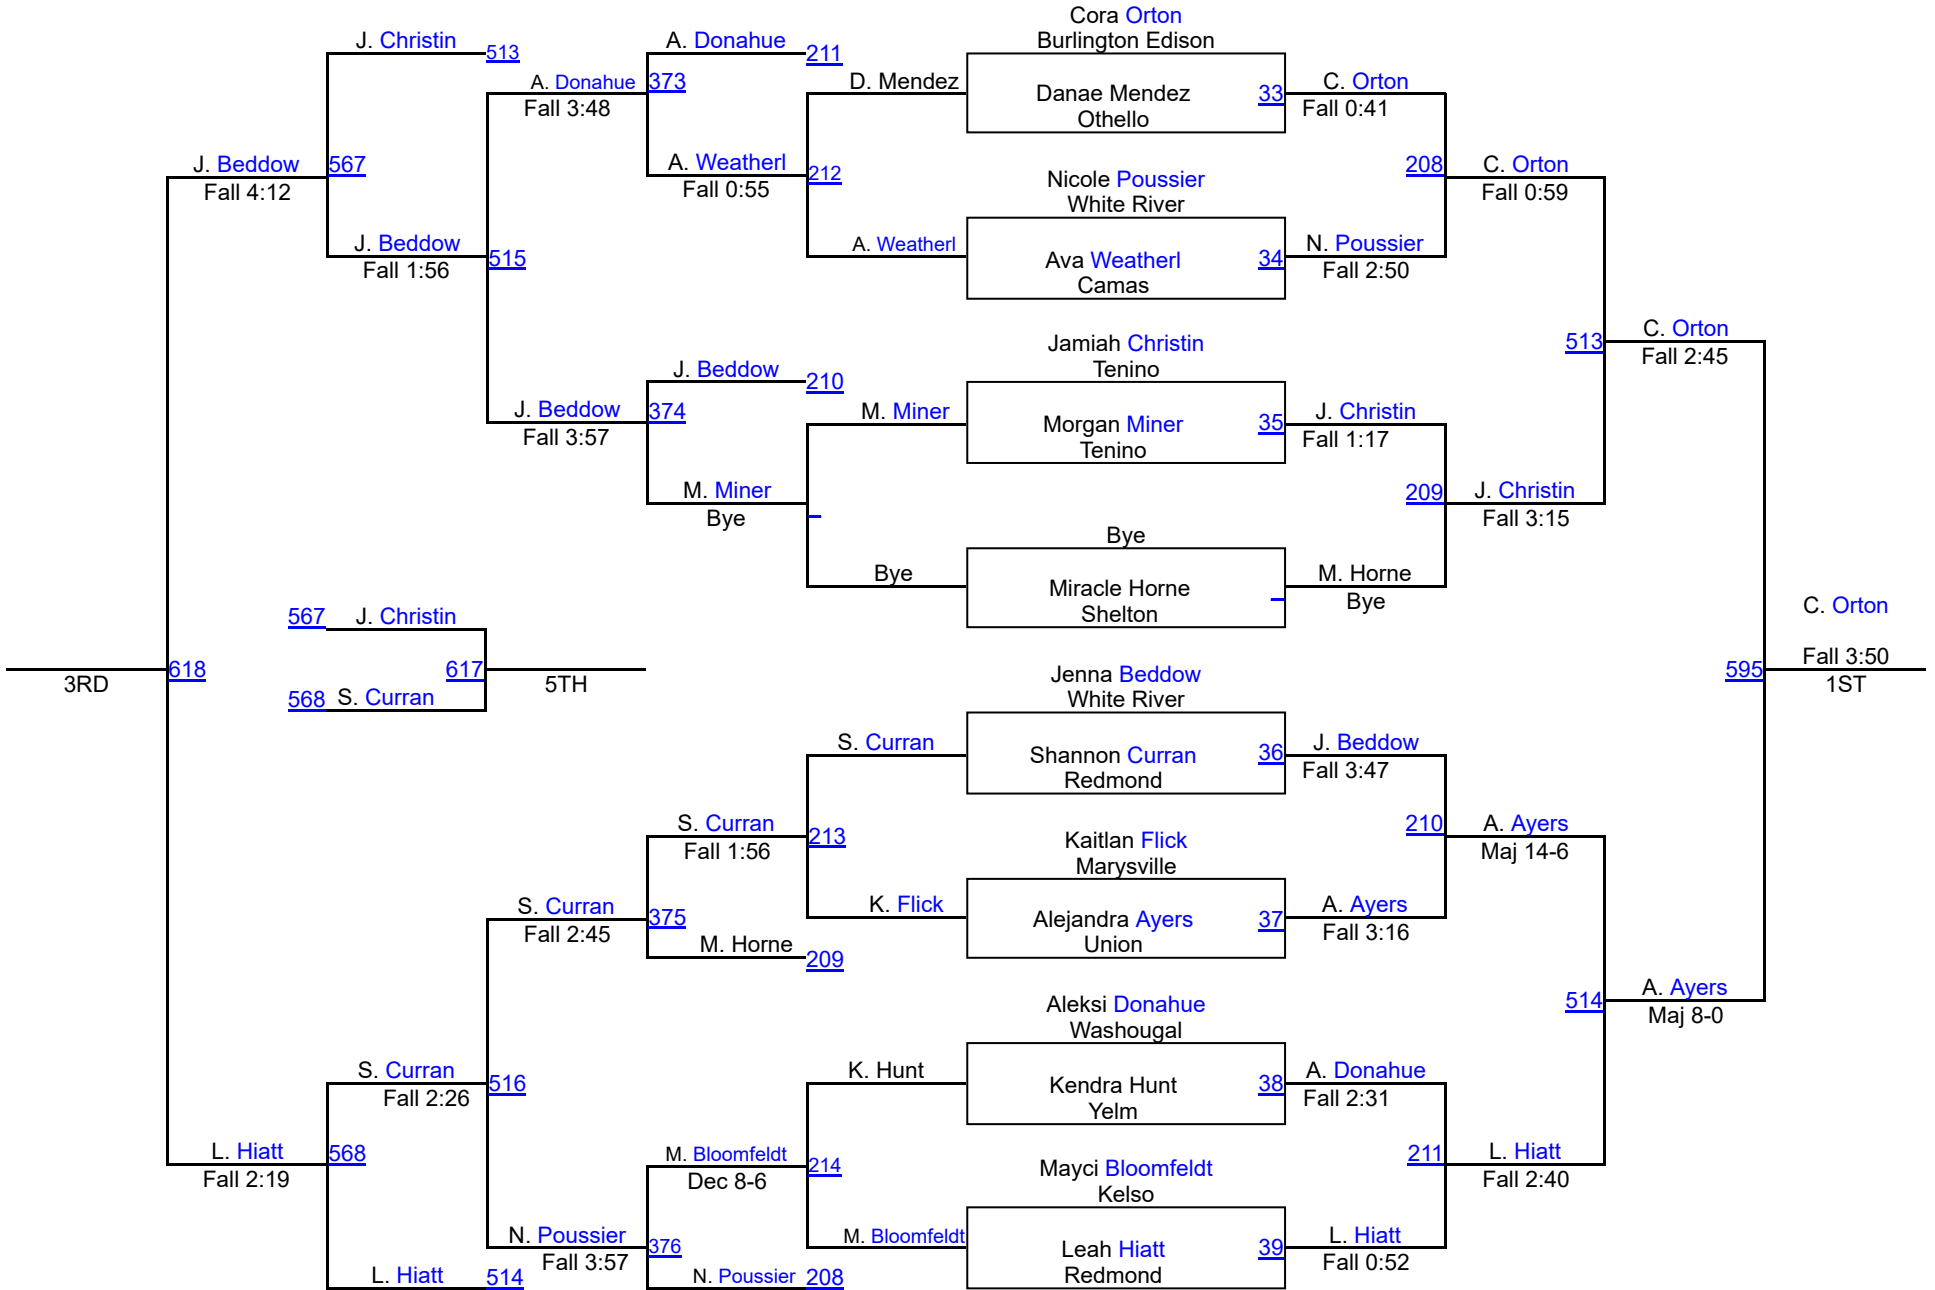 Cora Orton
J. Christin
513
A. Donahue
211
Burlington Edison
A. Donahue
373
D. Mendez
Danae Mendez
33
C. Orton
Fall 3:48
Othello
Fall 0:41
J. Beddow
567
A. Weatherl
212
208
C. Orton
Fall 4:12
Fall 0:55
Nicole Poussier
Fall 0:59
White River
J. Beddow
515
A. Weatherl
Ava Weatherl
34
N. Poussier
Fall 1:56
Camas
Fall 2:50
Jamiah Christin
513
C. Orton
J. Beddow
210
Tenino
Fall 2:45
J. Beddow
374
M. Miner
Morgan Miner
35
J. Christin
Fall 3:57
Tenino
Fall 1:17
M. Miner
209
J. Christin
Bye
Fall 3:15
Bye
Bye
Miracle Horne
M. Horne
567
J. Christin
Shelton
Bye
C. Orton
618
617
Jenna Beddow
595
Fall 3:50
3RD
5TH
1ST
568
S. Curran
White River
S. Curran
Shannon Curran
36
J. Beddow
Redmond
Fall 3:47
S. Curran
213
Kaitlan Flick
210
A. Ayers
Fall 1:56
Marysville
Maj 14-6
S. Curran
375
K. Flick
Alejandra Ayers
37
A. Ayers
Fall 2:45
M. Horne
209
Union
Fall 3:16
Aleksi Donahue
514
A. Ayers
Washougal
Maj 8-0
S. Curran
516
K. Hunt
Kendra Hunt
38
A. Donahue
Fall 2:26
Yelm
Fall 2:31
L. Hiatt
568
M. Bloomfeldt
214
Mayci Bloomfeldt
211
L. Hiatt
Fall 2:19
Dec 8-6
Kelso
Fall 2:40
N. Poussier
376
M. Bloomfeldt
Leah Hiatt
39
L. Hiatt
Fall 3:57
Fall 0:52
L. Hiatt
514
N. Poussier
208
Redmond